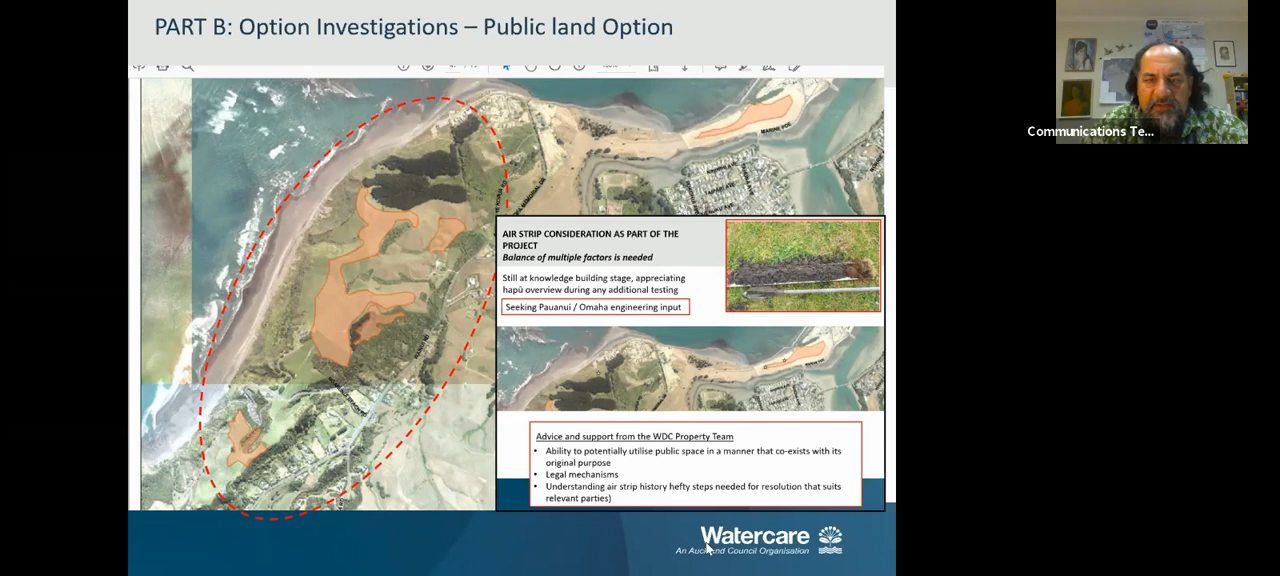 PART B: Option Investigations – Public land Option
MARINE PDE
AIR STRIP CONSIDERATION AS PART OF THE
PROJECT
Balance of multiple factors is needed
Still at knowledge building stage, appreciating
hapū overview during any additional testing
Seeking Pauanui / Omaha engineering input
Advice and support from the WDC Property Team
• Ability to potentially utilise public space in a manner that co-exists with its
original purpose
• Legal mechanisms
• Understanding air strip history hefty steps needed for resolution that suits
relevant parties)
Watercare
An Auckland Council Organisation
Communications Te...